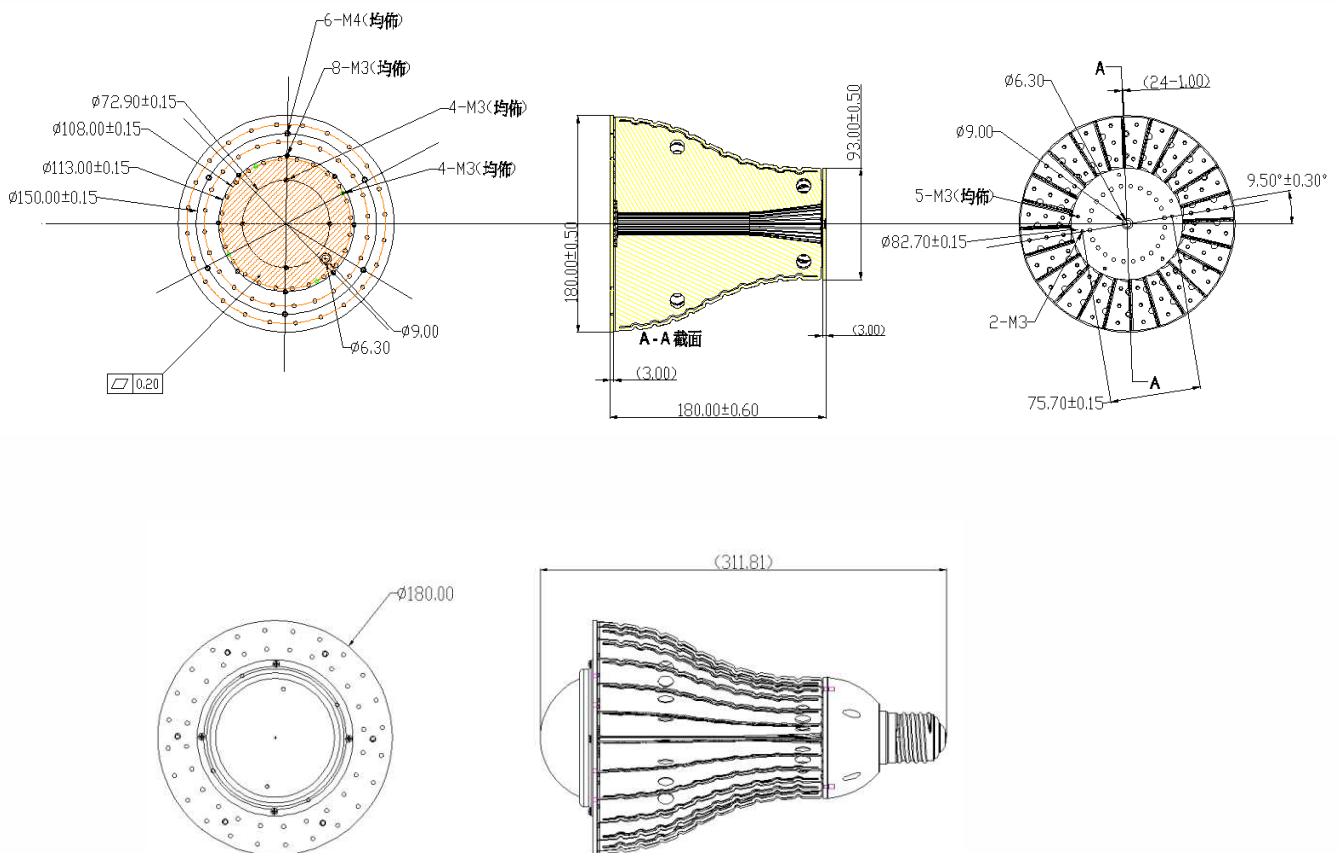 6-M4(均佈)
8-M3(均佈)
4-M3(均佈)
4-M3(均佈)
ø72.90±0.15
ø108.00±0.15
ø113.00±0.15
ø150.00±0.15
ø9.00
ø6.30
0.20
180.00±0.50
93.00±0.50
A-A 截面
(3.00)
(3.00)
180.00±0.60
A
(24-1.00)
ø6.30
ø9.00
5-M3(均佈)
9.50°±0.30°
ø82.70±0.15
2-M3
A
75.70±0.15
(311.81)
ø180.00